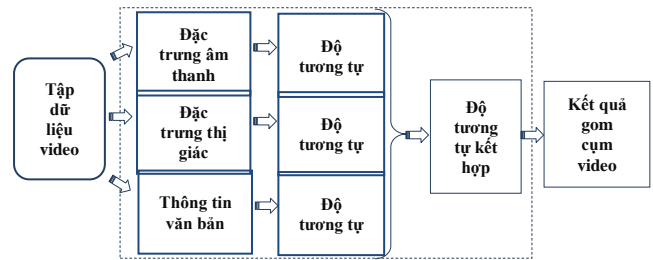 Tập
dữ
liệu
video
Đặc
trưng âm
thanh
Độ
tương tự
Đặc
trưng thị
giác
Độ
tương tự
Thông tin
văn bản
Độ
tương tự
Độ
tương
tự kết
hợp
Kết quả
gom
cụm
video